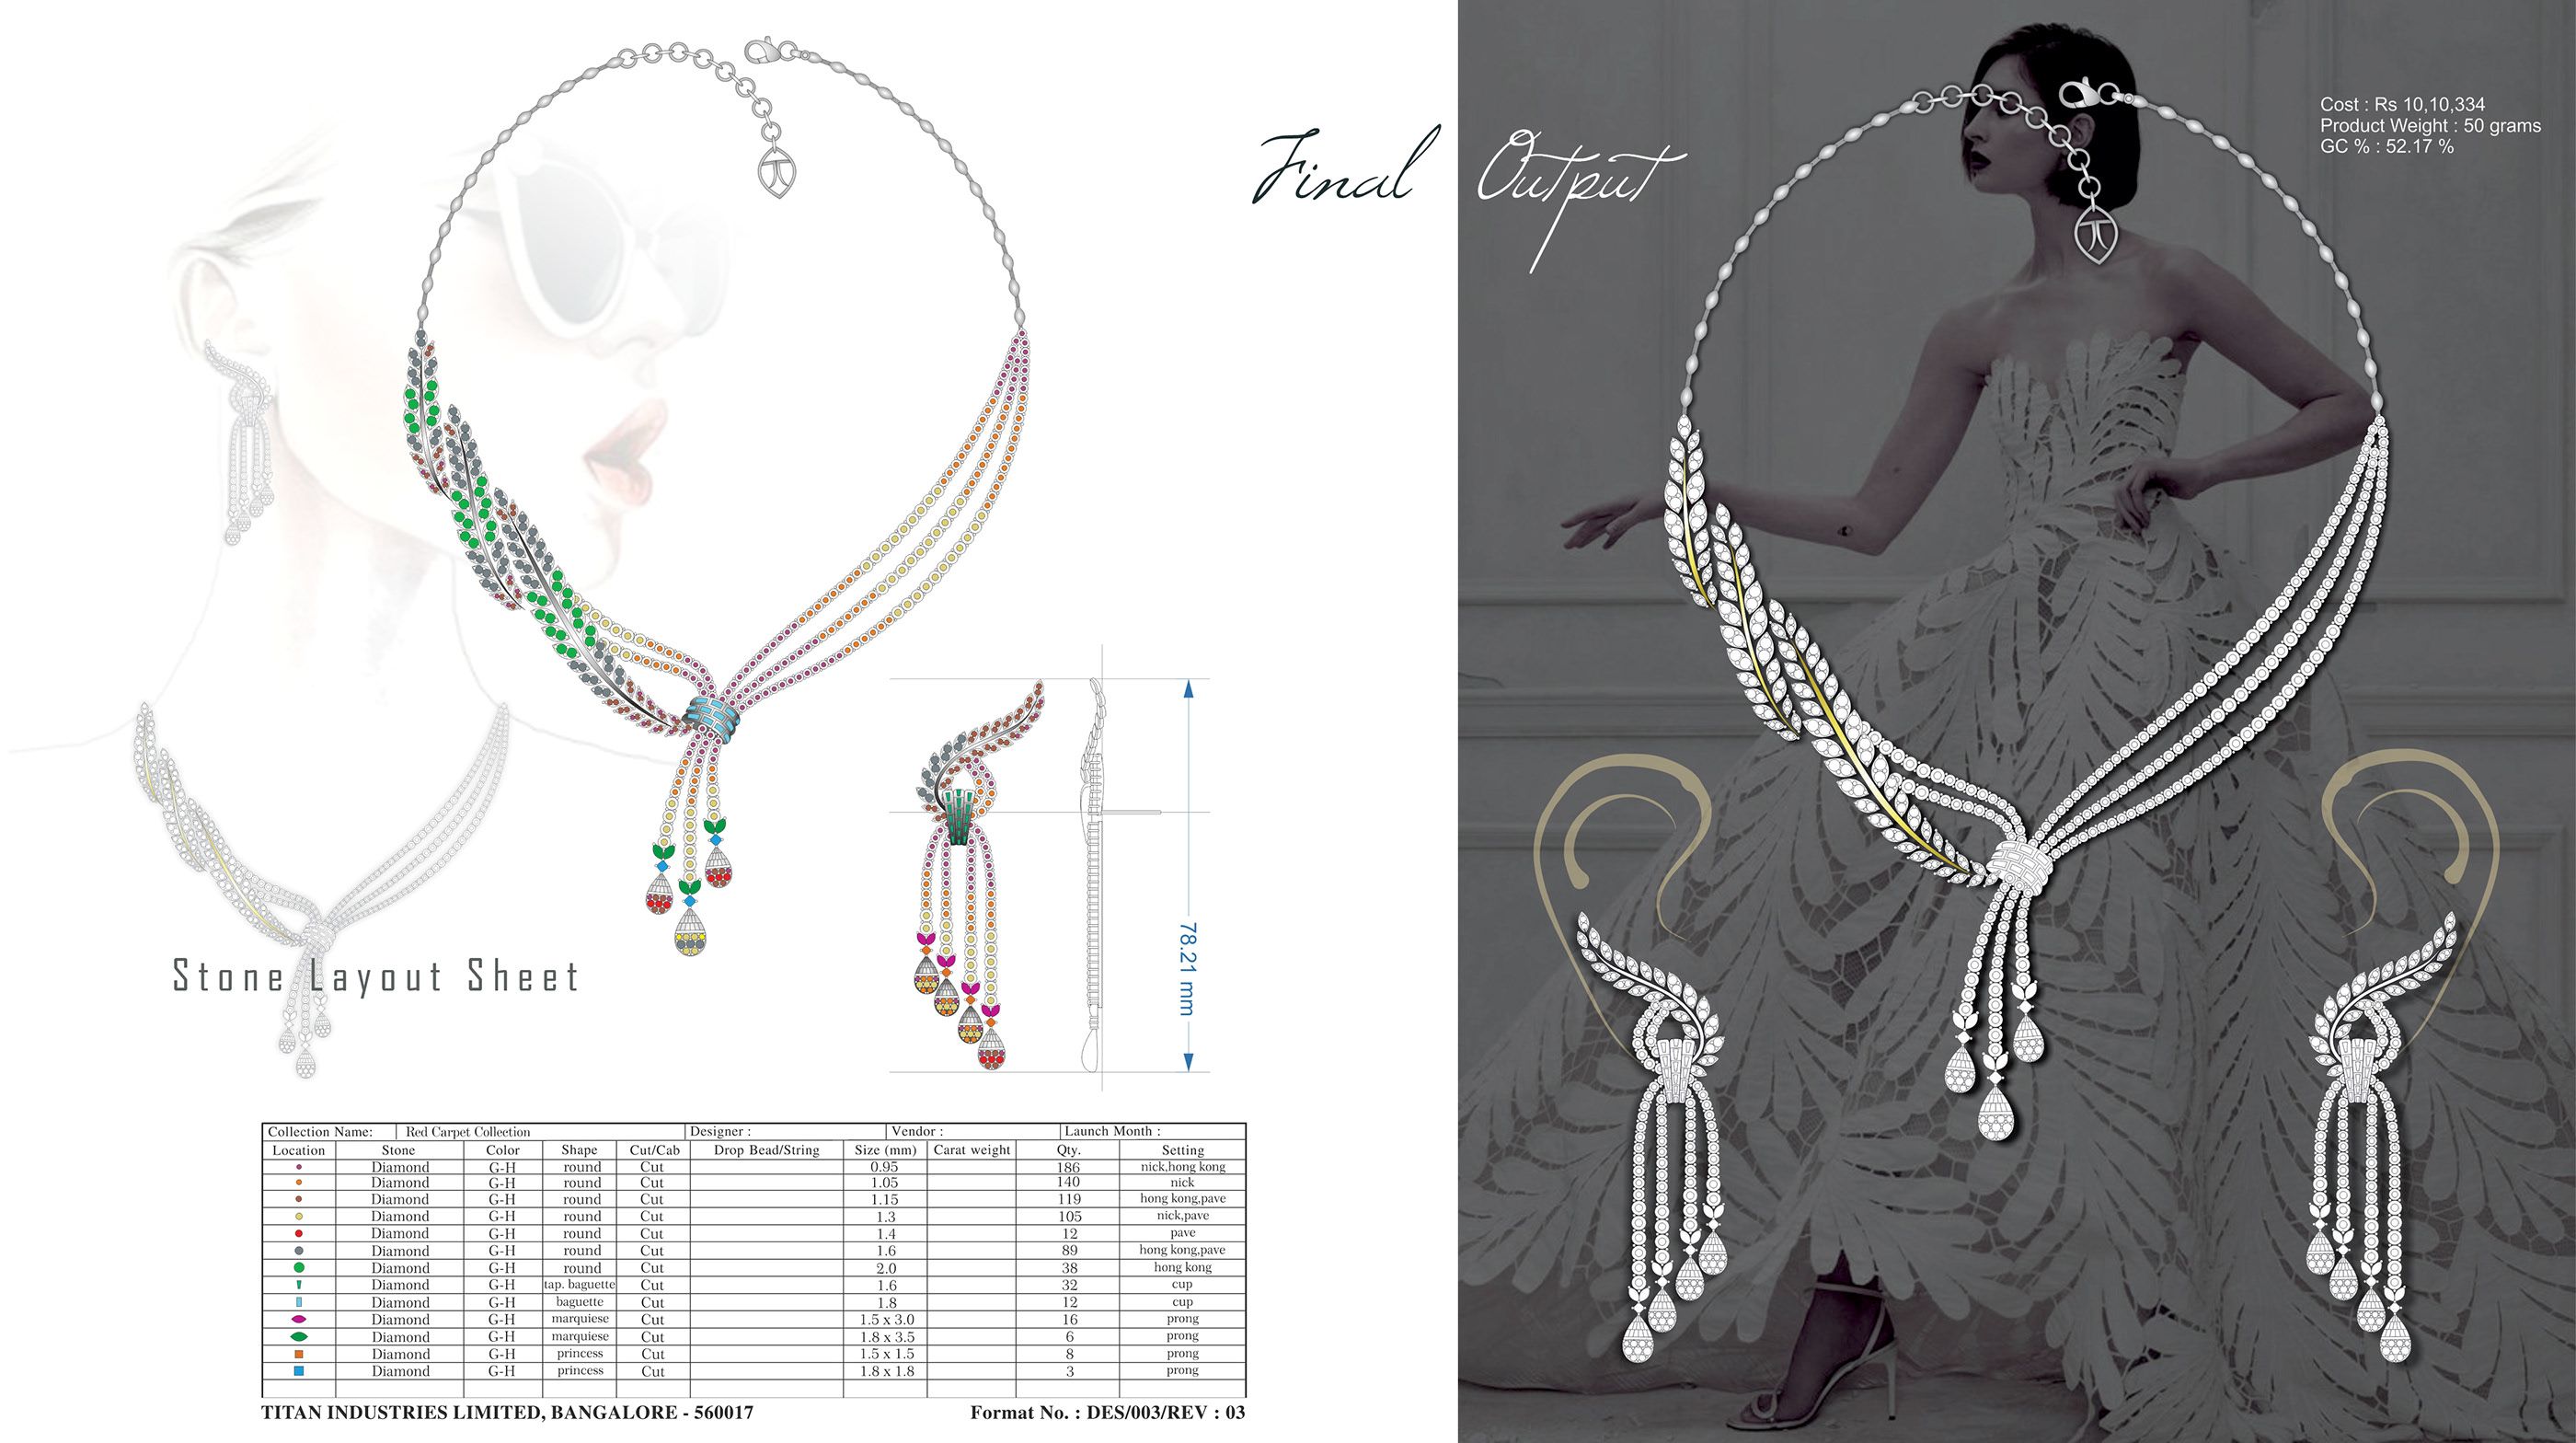 Final Output
Cost : Rs 10,10,334
Product Weight : 50 grams
GC % : 52.17 %
78.21 mm
Stone Layout Sheet
Collection Name: Red Carpet Collection Designer : Vendor : Launch Month :
Location Stone Color Shape Cut/Cab Drop Bead/String Size (mm) Carat weight Qty. Setting
Diamond G-H round Cut 0.95 186 nick,hong kong
Diamond G-H round Cut 1.05 140 nick
Diamond G-H round Cut 1.15 119 hong kong,pave
Diamond G-H round Cut 1.3 105 nick,pave
Diamond G-H round Cut 1.4 12 pave
Diamond G-H round Cut 1.6 89 hong kong,pave
Diamond G-H round Cut 2.0 38 hong kong
Diamond G-H tap. baguette Cut 1.6 32 cup
Diamond G-H baguette Cut 1.8 12 cup
Diamond G-H marquiese Cut 1.5 x 3.0 16 prong
Diamond G-H marquiese Cut 1.8 x 3.5 6 prong
Diamond G-H princess Cut 1.5 x 1.5 8 prong
Diamond G-H princess Cut 1.8 x 1.8 3 prong
TITAN INDUSTRIES LIMITED, BANGALORE - 560017 Format No. : DES/003/REV : 03